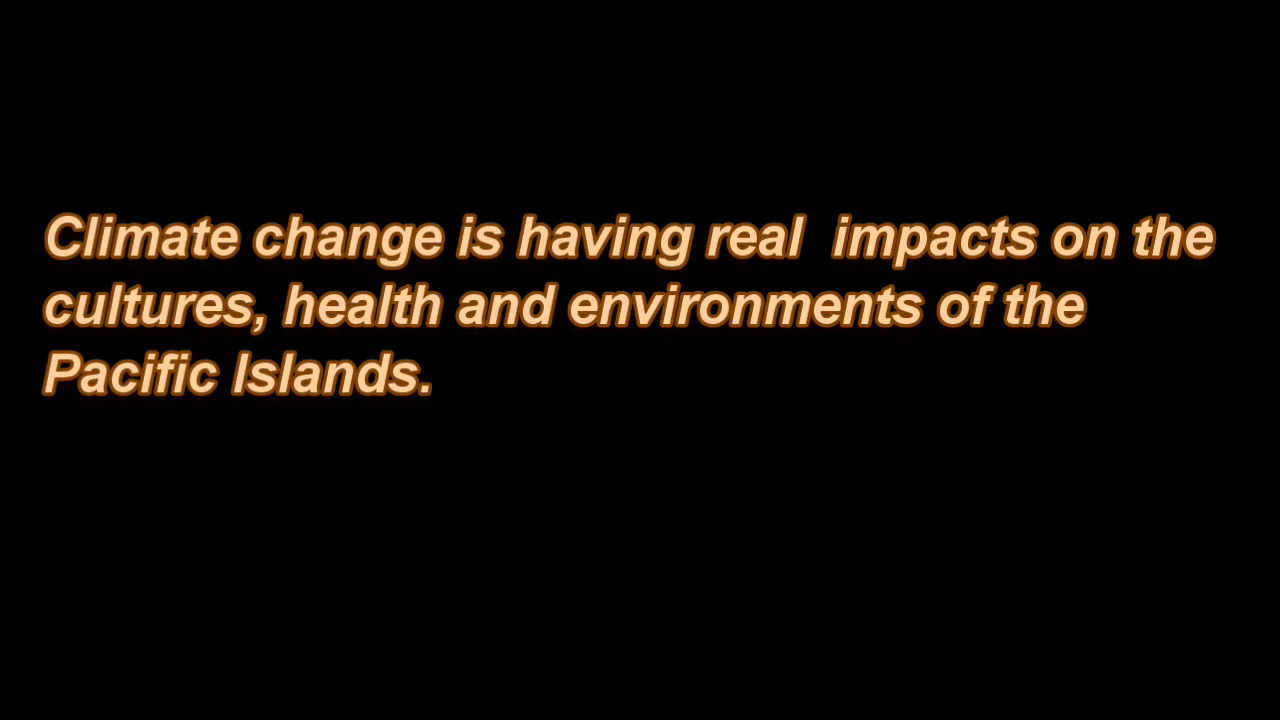 Climate change is having real  impacts on the
cultures, health and environments of the
Pacific Islands.